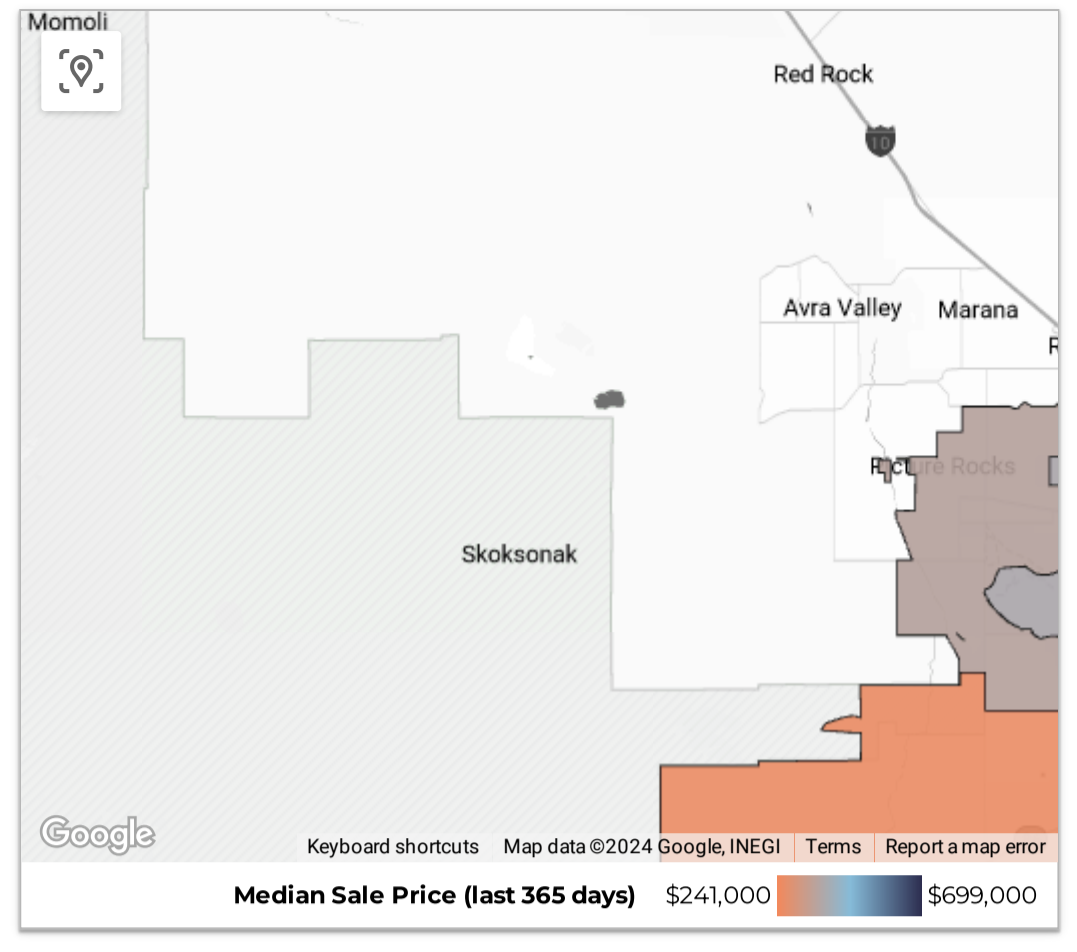 Momoli
Red Rock
10
Avra Valley
Marana
R
Picture Rocks
Skoksonak
Google
Keyboard shortcuts
Map data ©2024 Google, INEGI
Terms
Report a map error
Median Sale Price (last 365 days)
$241,000
$699,000